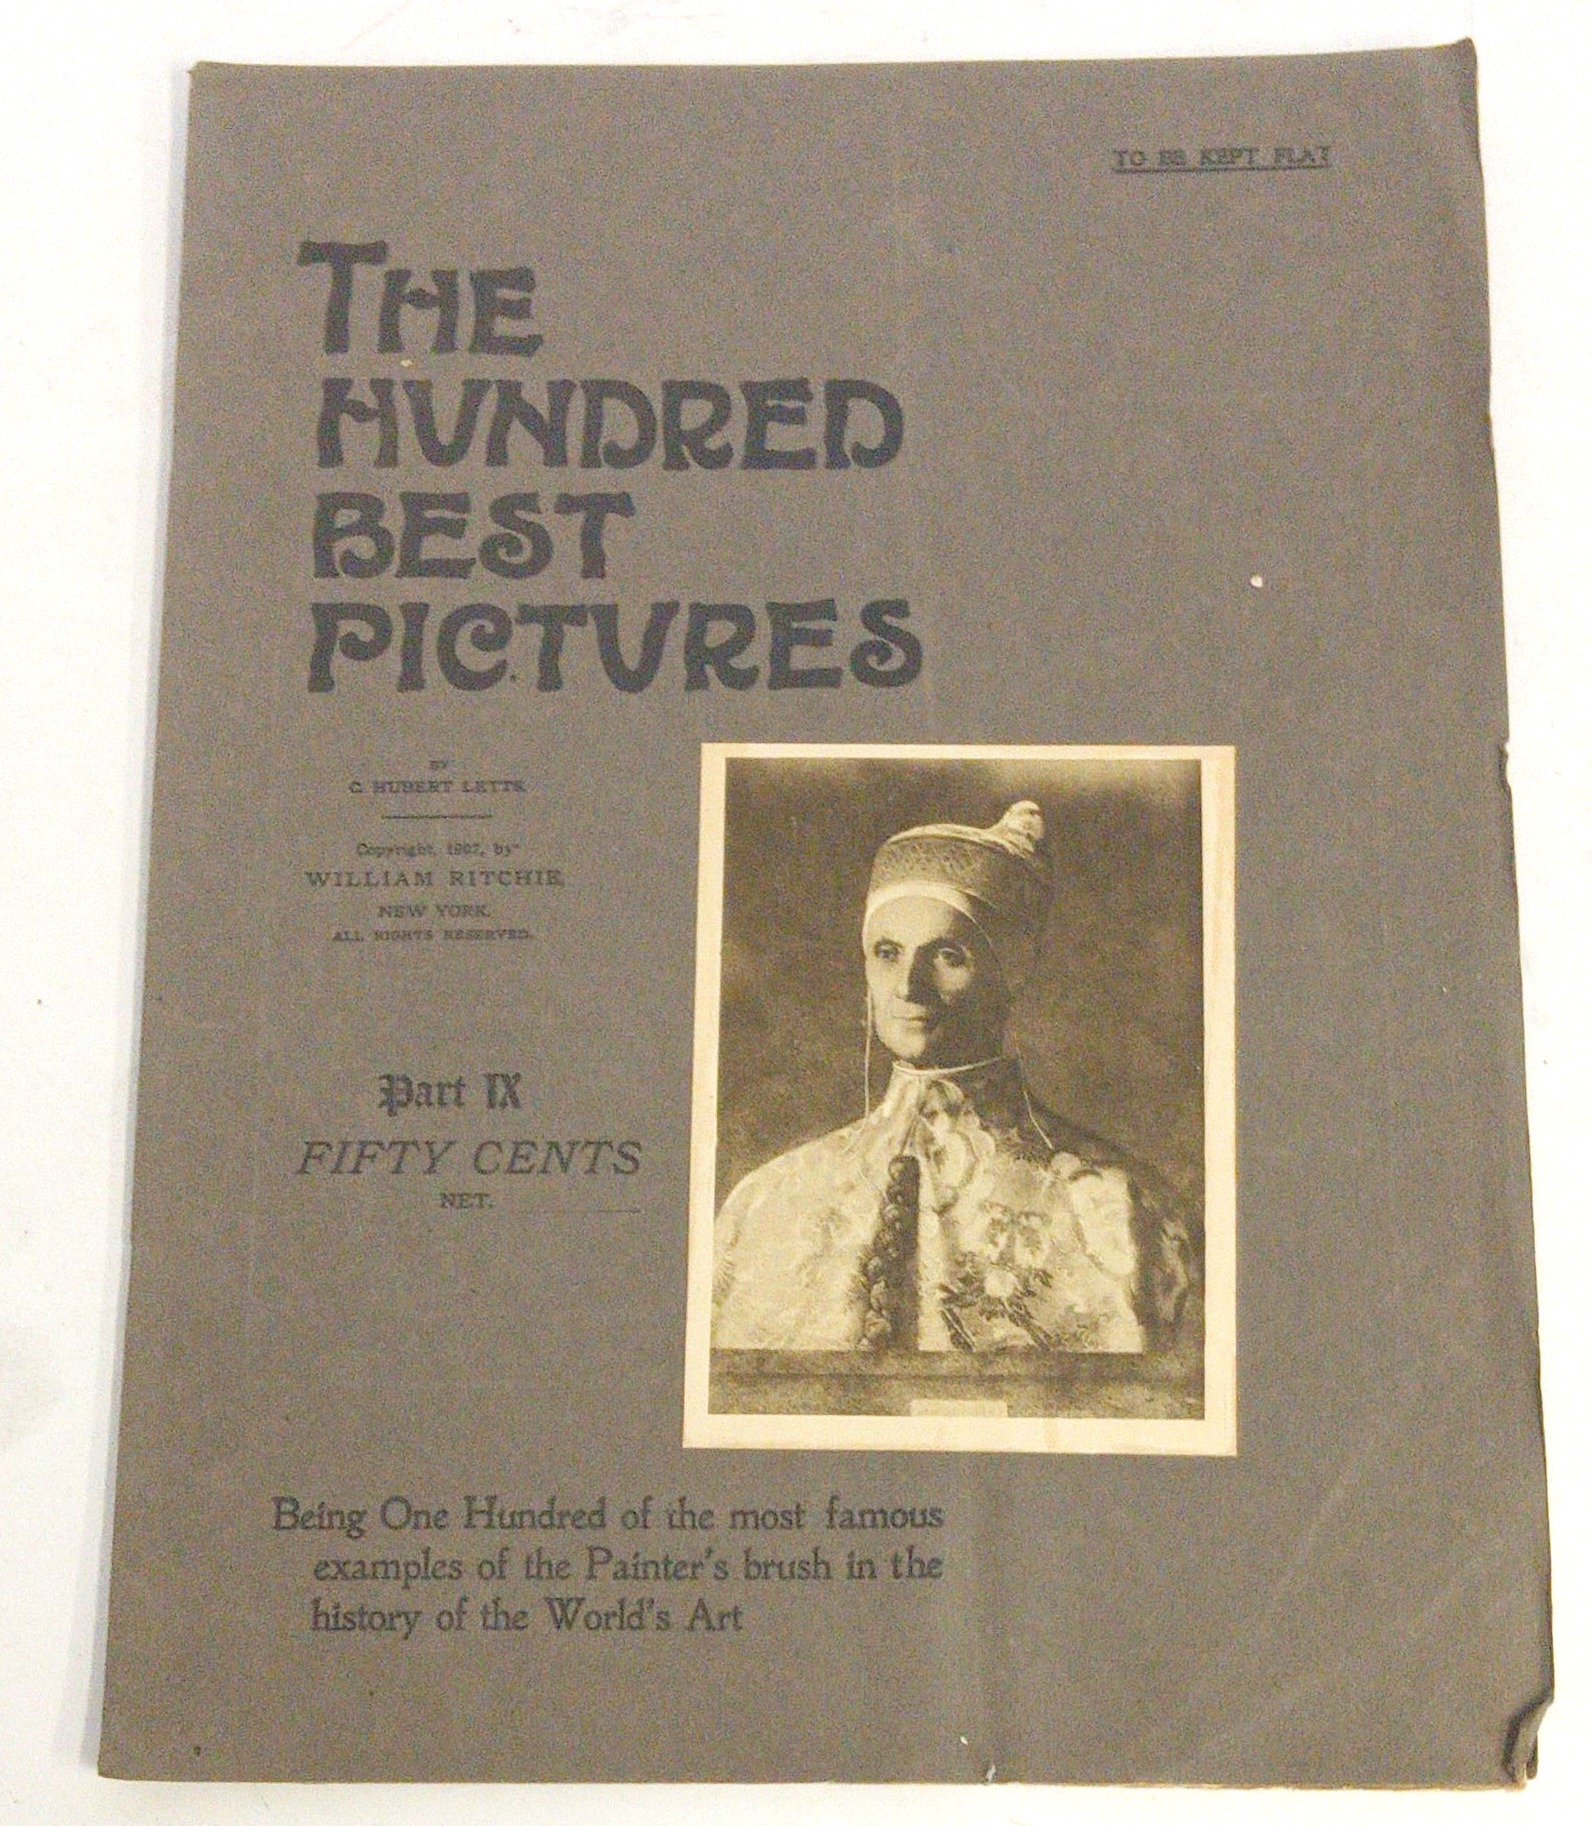 TO BE KEPT FLAT
THE
HUNDRED
BEST
PICTURES
BY
C. HUBERT LETTS
Copyright, 1907, by
WILLIAM RITCHIE,
NEW YORK.
ALL RIGHTS RESERVED.
Part IX
FIFTY CENTS
NET.
Being One Hundred of the most famous
examples of the Painter's brush in the
history of the World's Art